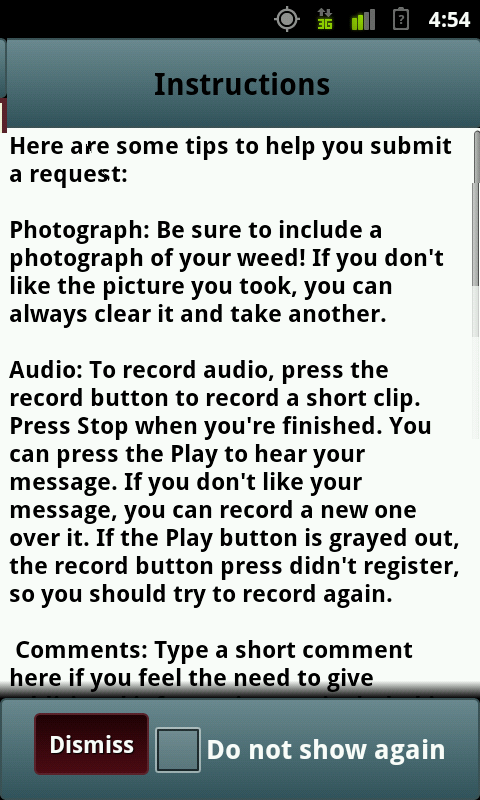 3G
?
4:54
Instructions
Here are some tips to help you submit
a request:
Photograph: Be sure to include a
photograph of your weed! If you don't
like the picture you took, you can
always clear it and take another.
Audio: To record audio, press the
record button to record a short clip.
Press Stop when you're finished. You
can press the Play to hear your
message. If you don't like your
message, you can record a new one
over it. If the Play button is grayed out,
the record button press didn't register,
so you should try to record again.
Comments: Type a short comment
here if you feel the need to give
Dismiss
Do not show again